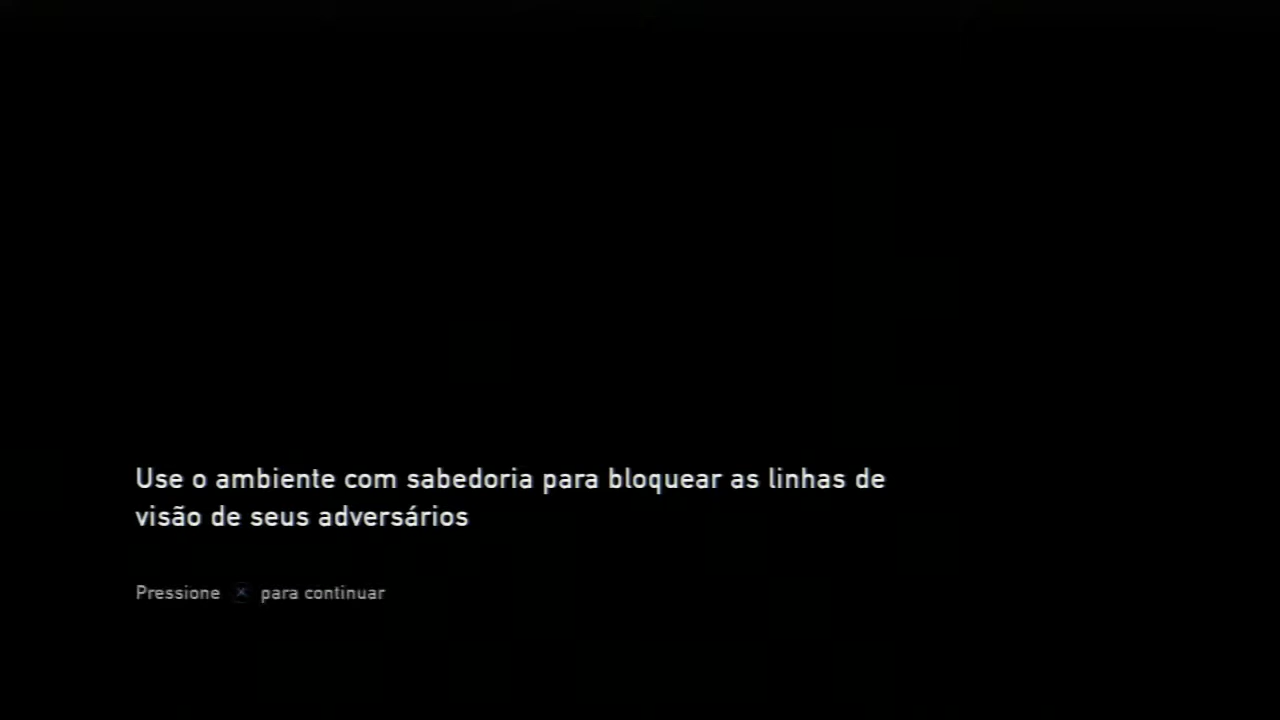 Use o ambiente com sabedoria para bloquear as linhas de
visão de seus adversários
Pressione ✕ para continuar